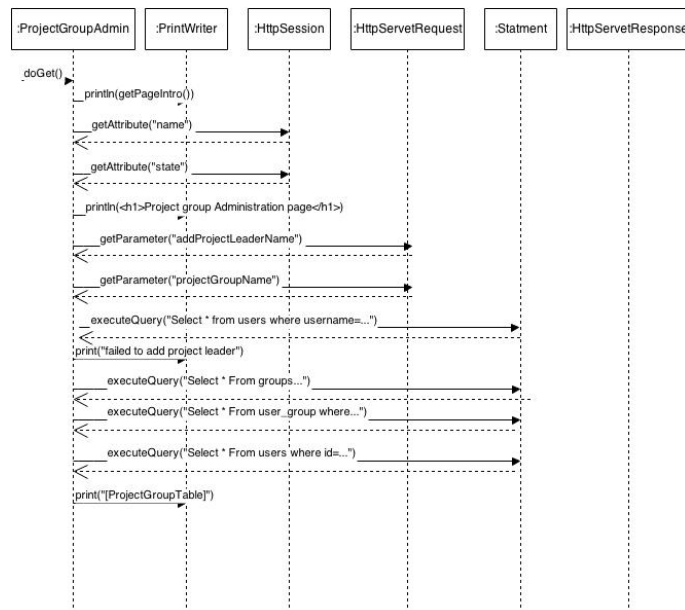 :ProjectGroupAdmin :PrintWriter :HttpSession :HttpServetRequest :Statment :HttpServetResponse
doGet()
println(getPageIntro())
getAttribute("name")
getAttribute("state")
println(<h1>Project group Administration page</h1>)
getParameter("addProjectLeaderName")
getParameter("projectGroupName")
executeQuery("Select * from users where username=...")
print("failed to add project leader")
executeQuery("Select * From groups...")
executeQuery("Select * From user_group where...")
executeQuery("Select * From users where id=...")
print("[ProjectGroupTable]")